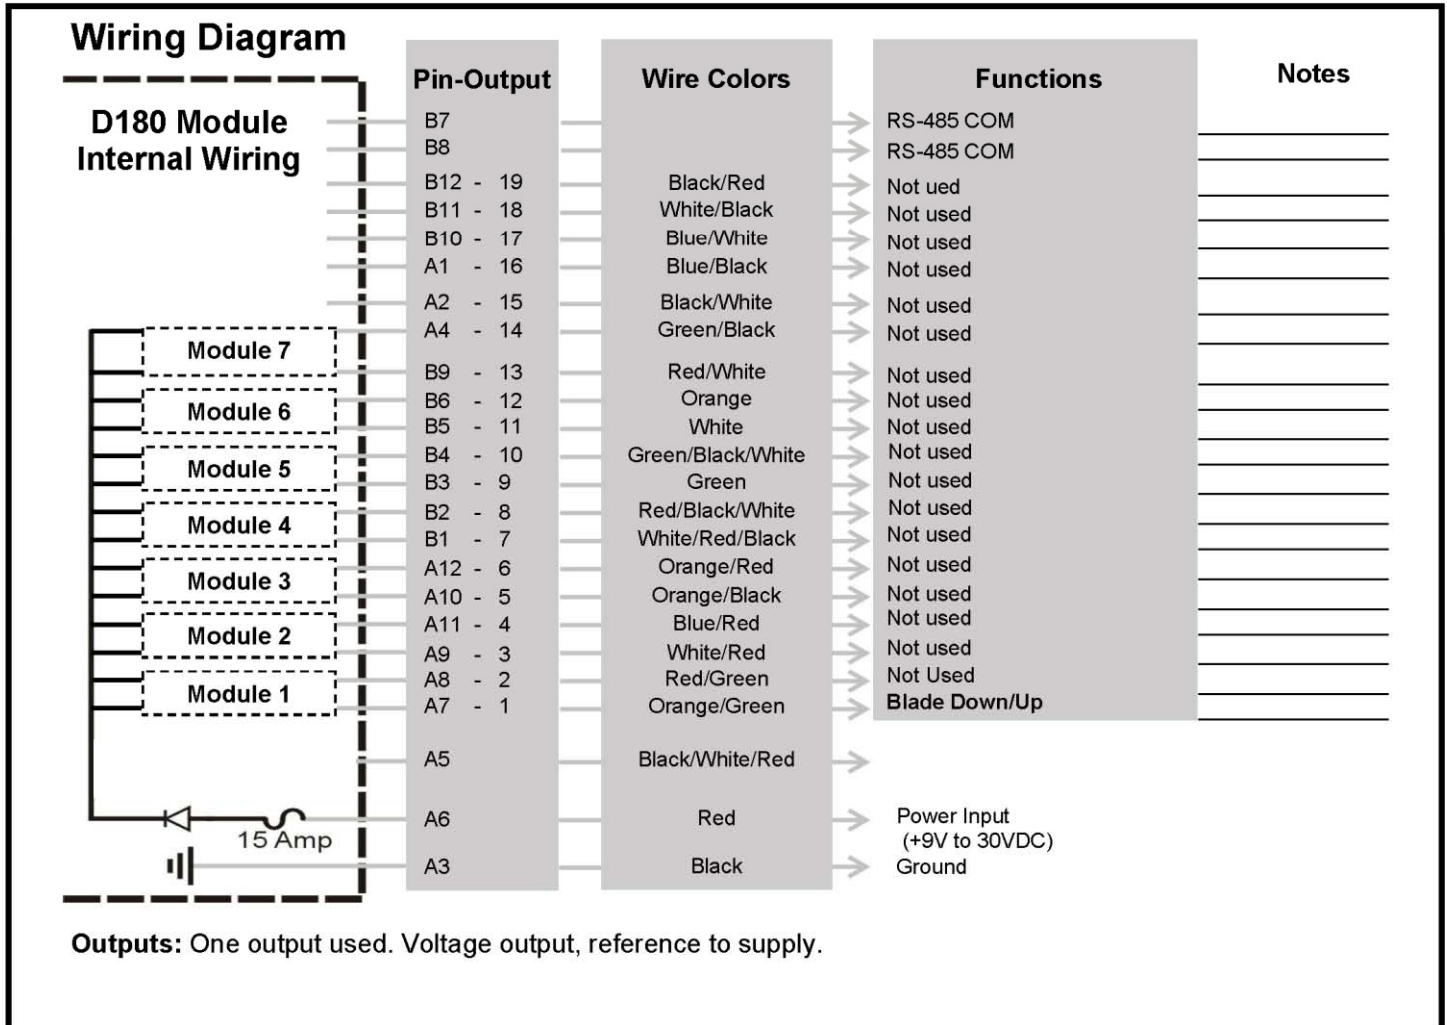 Wiring Diagram
D180 Module
Internal Wiring
Pin-Output Wire Colors Functions Notes
B7 RS-485 COM
B8 RS-485 COM
B12 - 19 Black/Red Not ued
B11 - 18 White/Black Not used
B10 - 17 Blue/White Not used
A1 - 16 Blue/Black Not used
A2 - 15 Black/White Not used
A4 - 14 Green/Black Not used
Module 7
B9 - 13 Red/White Not used
B6 - 12 Orange Not used
Module 6
B5 - 11 White Not used
B4 - 10 Green/Black/White Not used
Module 5
B3 - 9 Green Not used
B2 - 8 Red/Black/White Not used
Module 4
B1 - 7 White/Red/Black Not used
A12 - 6 Orange/Red Not used
Module 3
A10 - 5 Orange/Black Not used
A11 - 4 Blue/Red Not used
Module 2
A9 - 3 White/Red Not used
A8 - 2 Red/Green Not Used
Module 1
A7 - 1 Orange/Green Blade Down/Up
A5 Black/White/Red
A6 Red Power Input
15 Amp (+9V to 30VDC)
A3 Black Ground
Outputs: One output used. Voltage output, reference to supply.